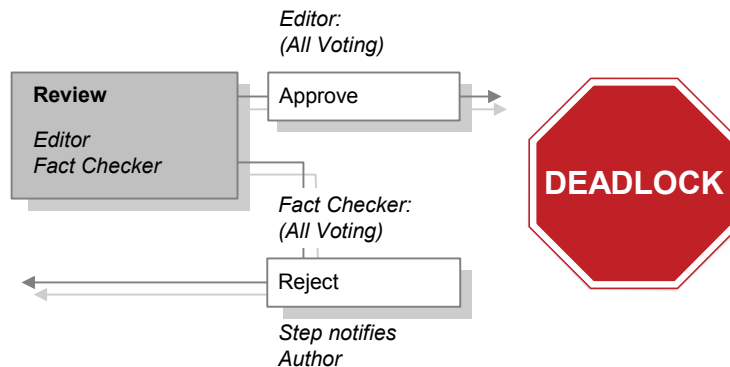 Editor:
(All Voting)
Review
Approve
Editor
Fact Checker
DEADLOCK
Fact Checker:
(All Voting)
Reject
Step notifies
Author